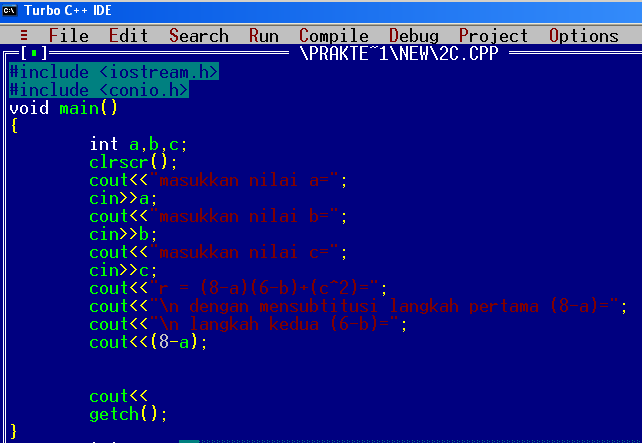 Turbo C++ IDE
≡ File Edit Search Run Compile Debug Project Options
[■] \PRAKTE~1\NEW\2C.CPP
#include <iostream.h>
#include <conio.h>
void main()
{
int a,b,c;
clrscr();
cout<<"masukkan nilai a=";
cin>>a;
cout<<"masukkan nilai b=";
cin>>b;
cout<<"masukkan nilai c=";
cin>>c;
cout<<"r = (8-a)(6-b)+(c^2)=";
cout<<"\n dengan mensubtitusi langkah pertama (8-a)=";
cout<<"\n langkah kedua (6-b)=";
cout<<(8-a);
cout<<
getch();
}